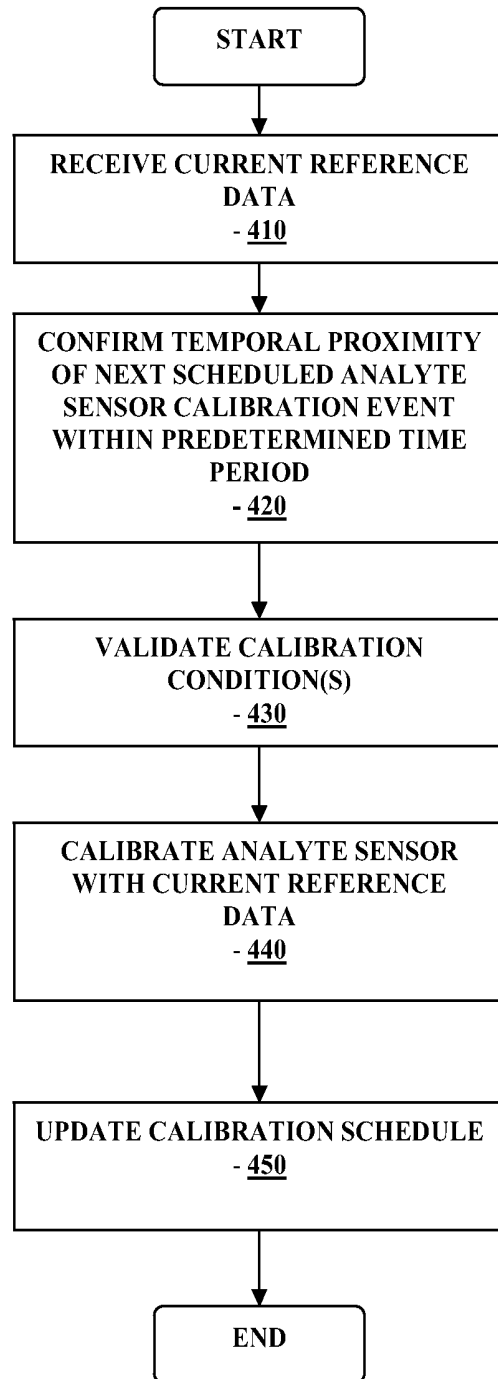 START
RECEIVE CURRENT REFERENCE
DATA
- 410
CONFIRM TEMPORAL PROXIMITY
OF NEXT SCHEDULED ANALYTE
SENSOR CALIBRATION EVENT
WITHIN PREDETERMINED TIME
PERIOD
- 420
VALIDATE CALIBRATION
CONDITION(S)
- 430
CALIBRATE ANALYTE SENSOR
WITH CURRENT REFERENCE
DATA
- 440
UPDATE CALIBRATION SCHEDULE
- 450
END